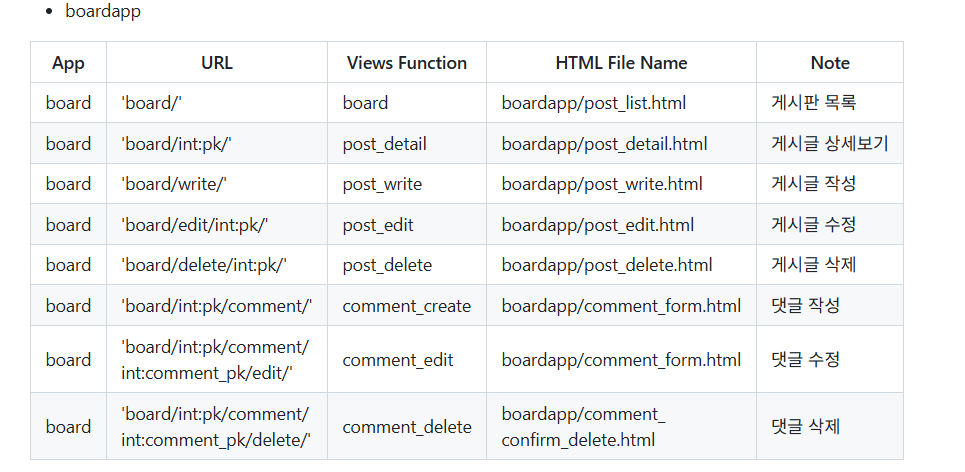 boardapp
App URL Views Function HTML File Name Note
board 'board/' board boardapp/post_list.html 게시판 목록
board 'board/int:pk/' post_detail boardapp/post_detail.html 게시글 상세보기
board 'board/write/' post_write boardapp/post_write.html 게시글 작성
board 'board/edit/int:pk/' post_edit boardapp/post_edit.html 게시글 수정
board 'board/delete/int:pk/' post_delete boardapp/post_delete.html 게시글 삭제
board 'board/int:pk/comment/' comment_create boardapp/comment_form.html 댓글 작성
board 'board/int:pk/comment/
int:comment_pk/edit/' comment_edit boardapp/comment_form.html 댓글 수정
board 'board/int:pk/comment/
int:comment_pk/delete/' comment_delete boardapp/comment_
confirm_delete.html 댓글 삭제